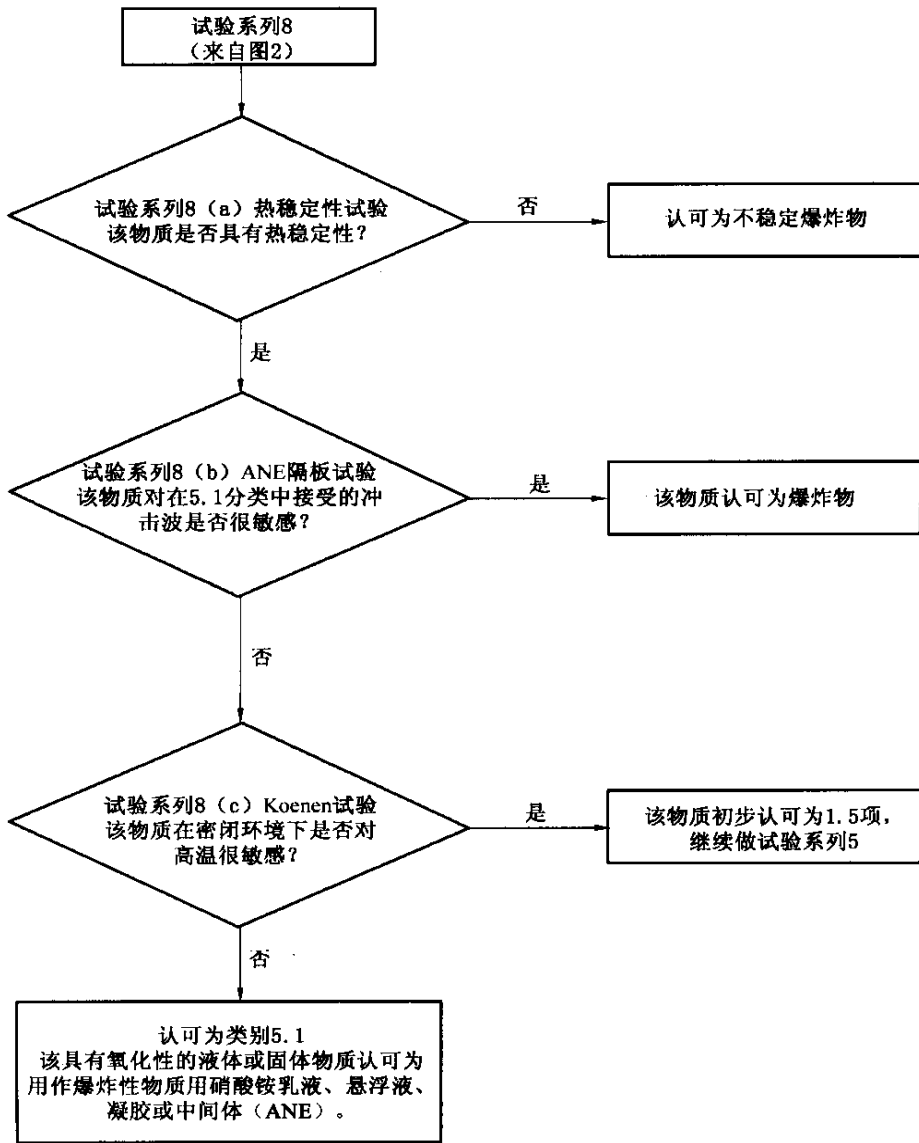 试验系列8
（来自图2）
试验系列8（a）热稳定性试验
该物质是否具有热稳定性？
否
认可为不稳定爆炸物
是
试验系列8（b）ANE隔板试验
该物质对在5.1分类中接受的冲
击波是否很敏感？
是
该物质认可为爆炸物
否
试验系列8（c）Koenen试验
该物质在密闭环境下是否对
高温很敏感？
是
该物质初步认可为1.5项，
继续做试验系列5
否
认可为类别5.1
该具有氧化性的液体或固体物质认可为
用作爆炸性物质用硝酸铵乳液、悬浮液、
凝胶或中间体（ANE）。